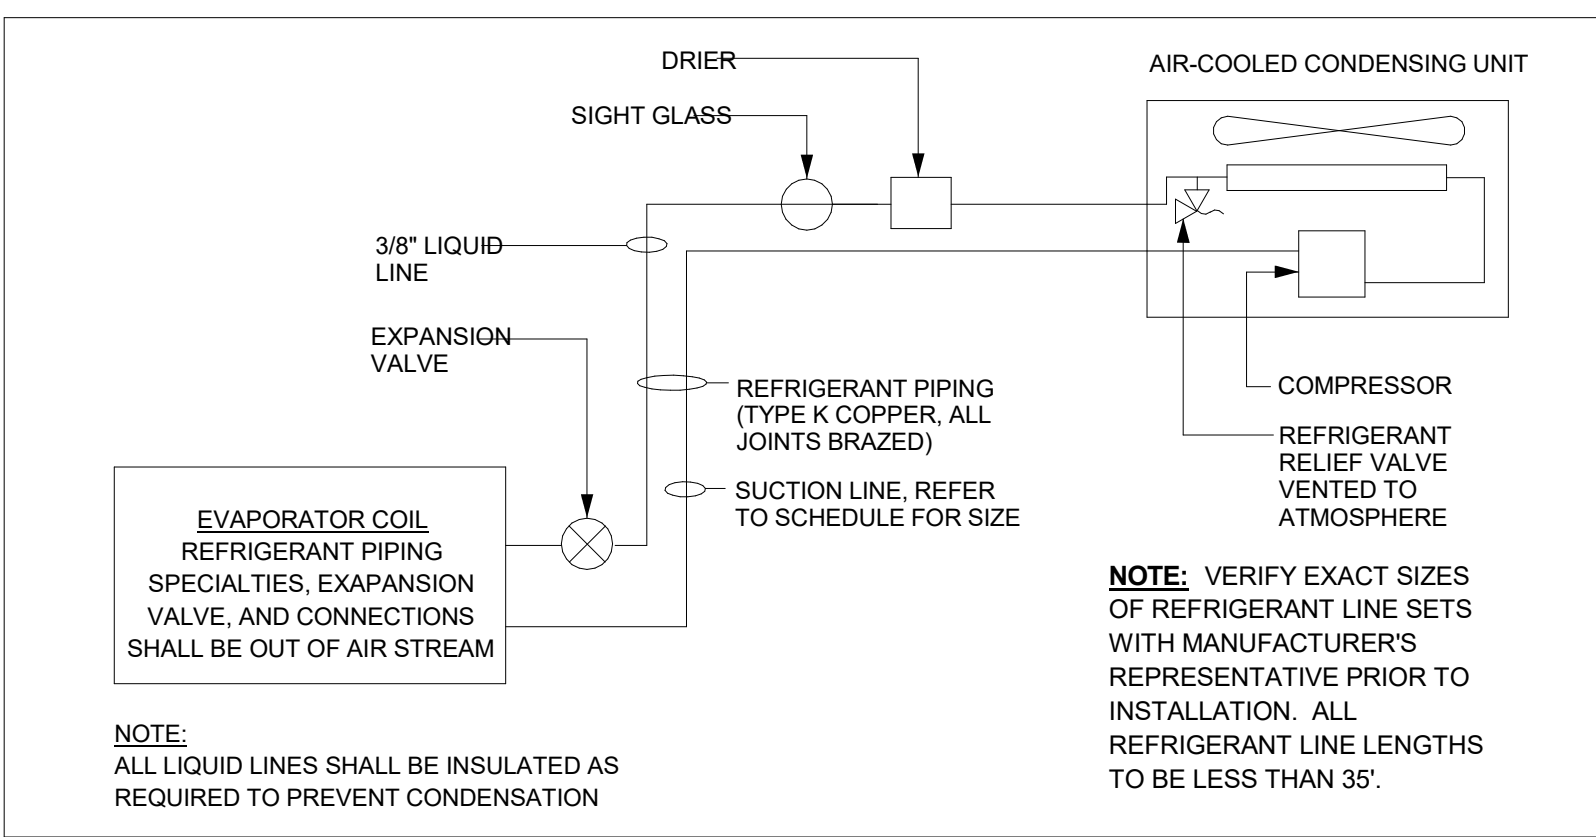 DRIER
AIR-COOLED CONDENSING UNIT
SIGHT GLASS
3/8" LIQUID
LINE
EXPANSION
VALVE
REFRIGERANT PIPING
(TYPE K COPPER, ALL
JOINTS BRAZED)
COMPRESSOR
REFRIGERANT
RELIEF VALVE
VENTED TO
ATMOSPHERE
SUCTION LINE, REFER
TO SCHEDULE FOR SIZE
EVAPORATOR COIL
REFRIGERANT PIPING
SPECIALTIES, EXAPANSION
VALVE, AND CONNECTIONS
SHALL BE OUT OF AIR STREAM
NOTE: VERIFY EXACT SIZES
OF REFRIGERANT LINE SETS
WITH MANUFACTURER'S
REPRESENTATIVE PRIOR TO
INSTALLATION. ALL
REFRIGERANT LINE LENGTHS
TO BE LESS THAN 35'.
NOTE:
ALL LIQUID LINES SHALL BE INSULATED AS
REQUIRED TO PREVENT CONDENSATION